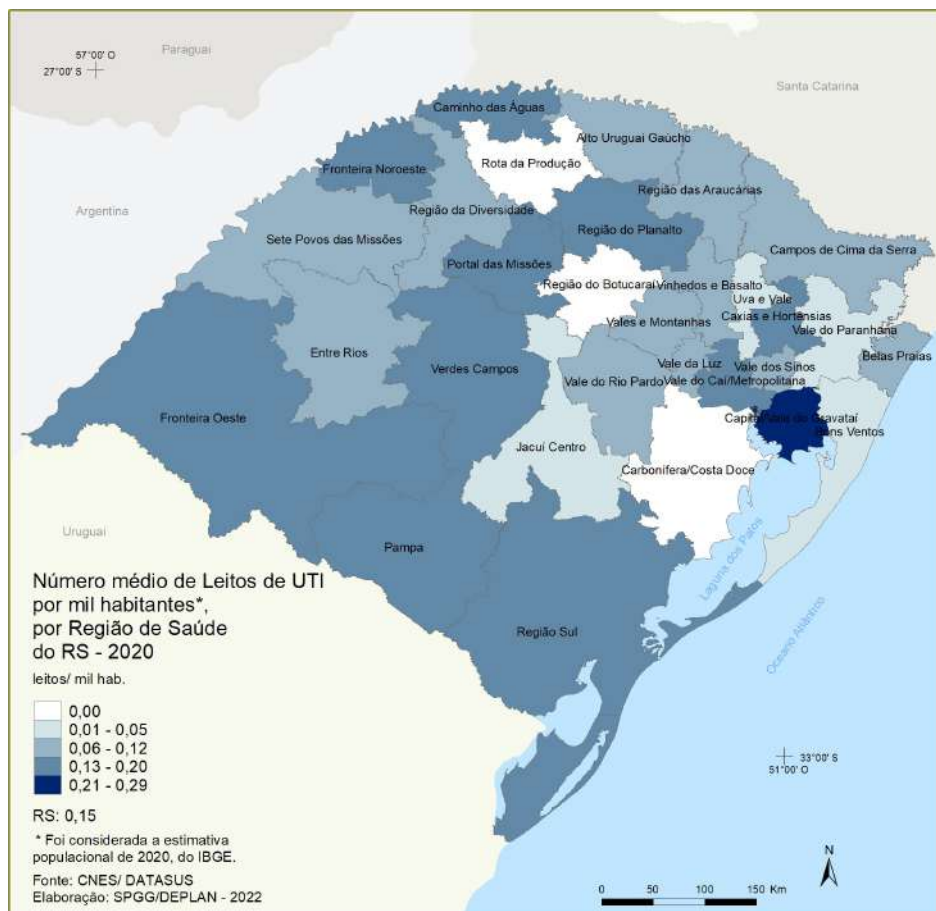 57°00' O
27°00' S
Paraguai
Santa Catarina
Argentina
Uruguai
Caminho das Águas
Alto Uruguai Gaúcho
Rota da Produção
Fronteira Noroeste
Região das Araucárias
Região da Diversidade
Sete Povos das Missões
Região do Planalto
Campos de Cima da Serra
Portal das Missões
Região do Botucaraí
Vinhedos e Basalto
Uva e Vale
Caxias e Hortênsias
Vales e Montanhas
Vale do Paranhana
Entre Rios
Belas Praias
Verdes Campos
Vale da Luz
Vale dos Sinos
Vale do Rio Pardo
Vale do Caí/Metropolitana
Fronteira Oeste
Capital/Vale do Gravataí
Bons Ventos
Jacuí Centro
Carbonífera/Costa Doce
Pampa
Laguna dos Patos
Região Sul
Oceano Atlântico
Número médio de Leitos de UTI
por mil habitantes*,
por Região de Saúde
do RS - 2020
leitos/ mil hab.
0,00
0,01 - 0,05
0,06 - 0,12
0,13 - 0,20
0,21 - 0,29
RS: 0,15
* Foi considerada a estimativa
populacional de 2020, do IBGE.
Fonte: CNES/ DATASUS
Elaboração: SPGG/DEPLAN - 2022
33°00' S
51°00' O
N
0 50 100 150 Km